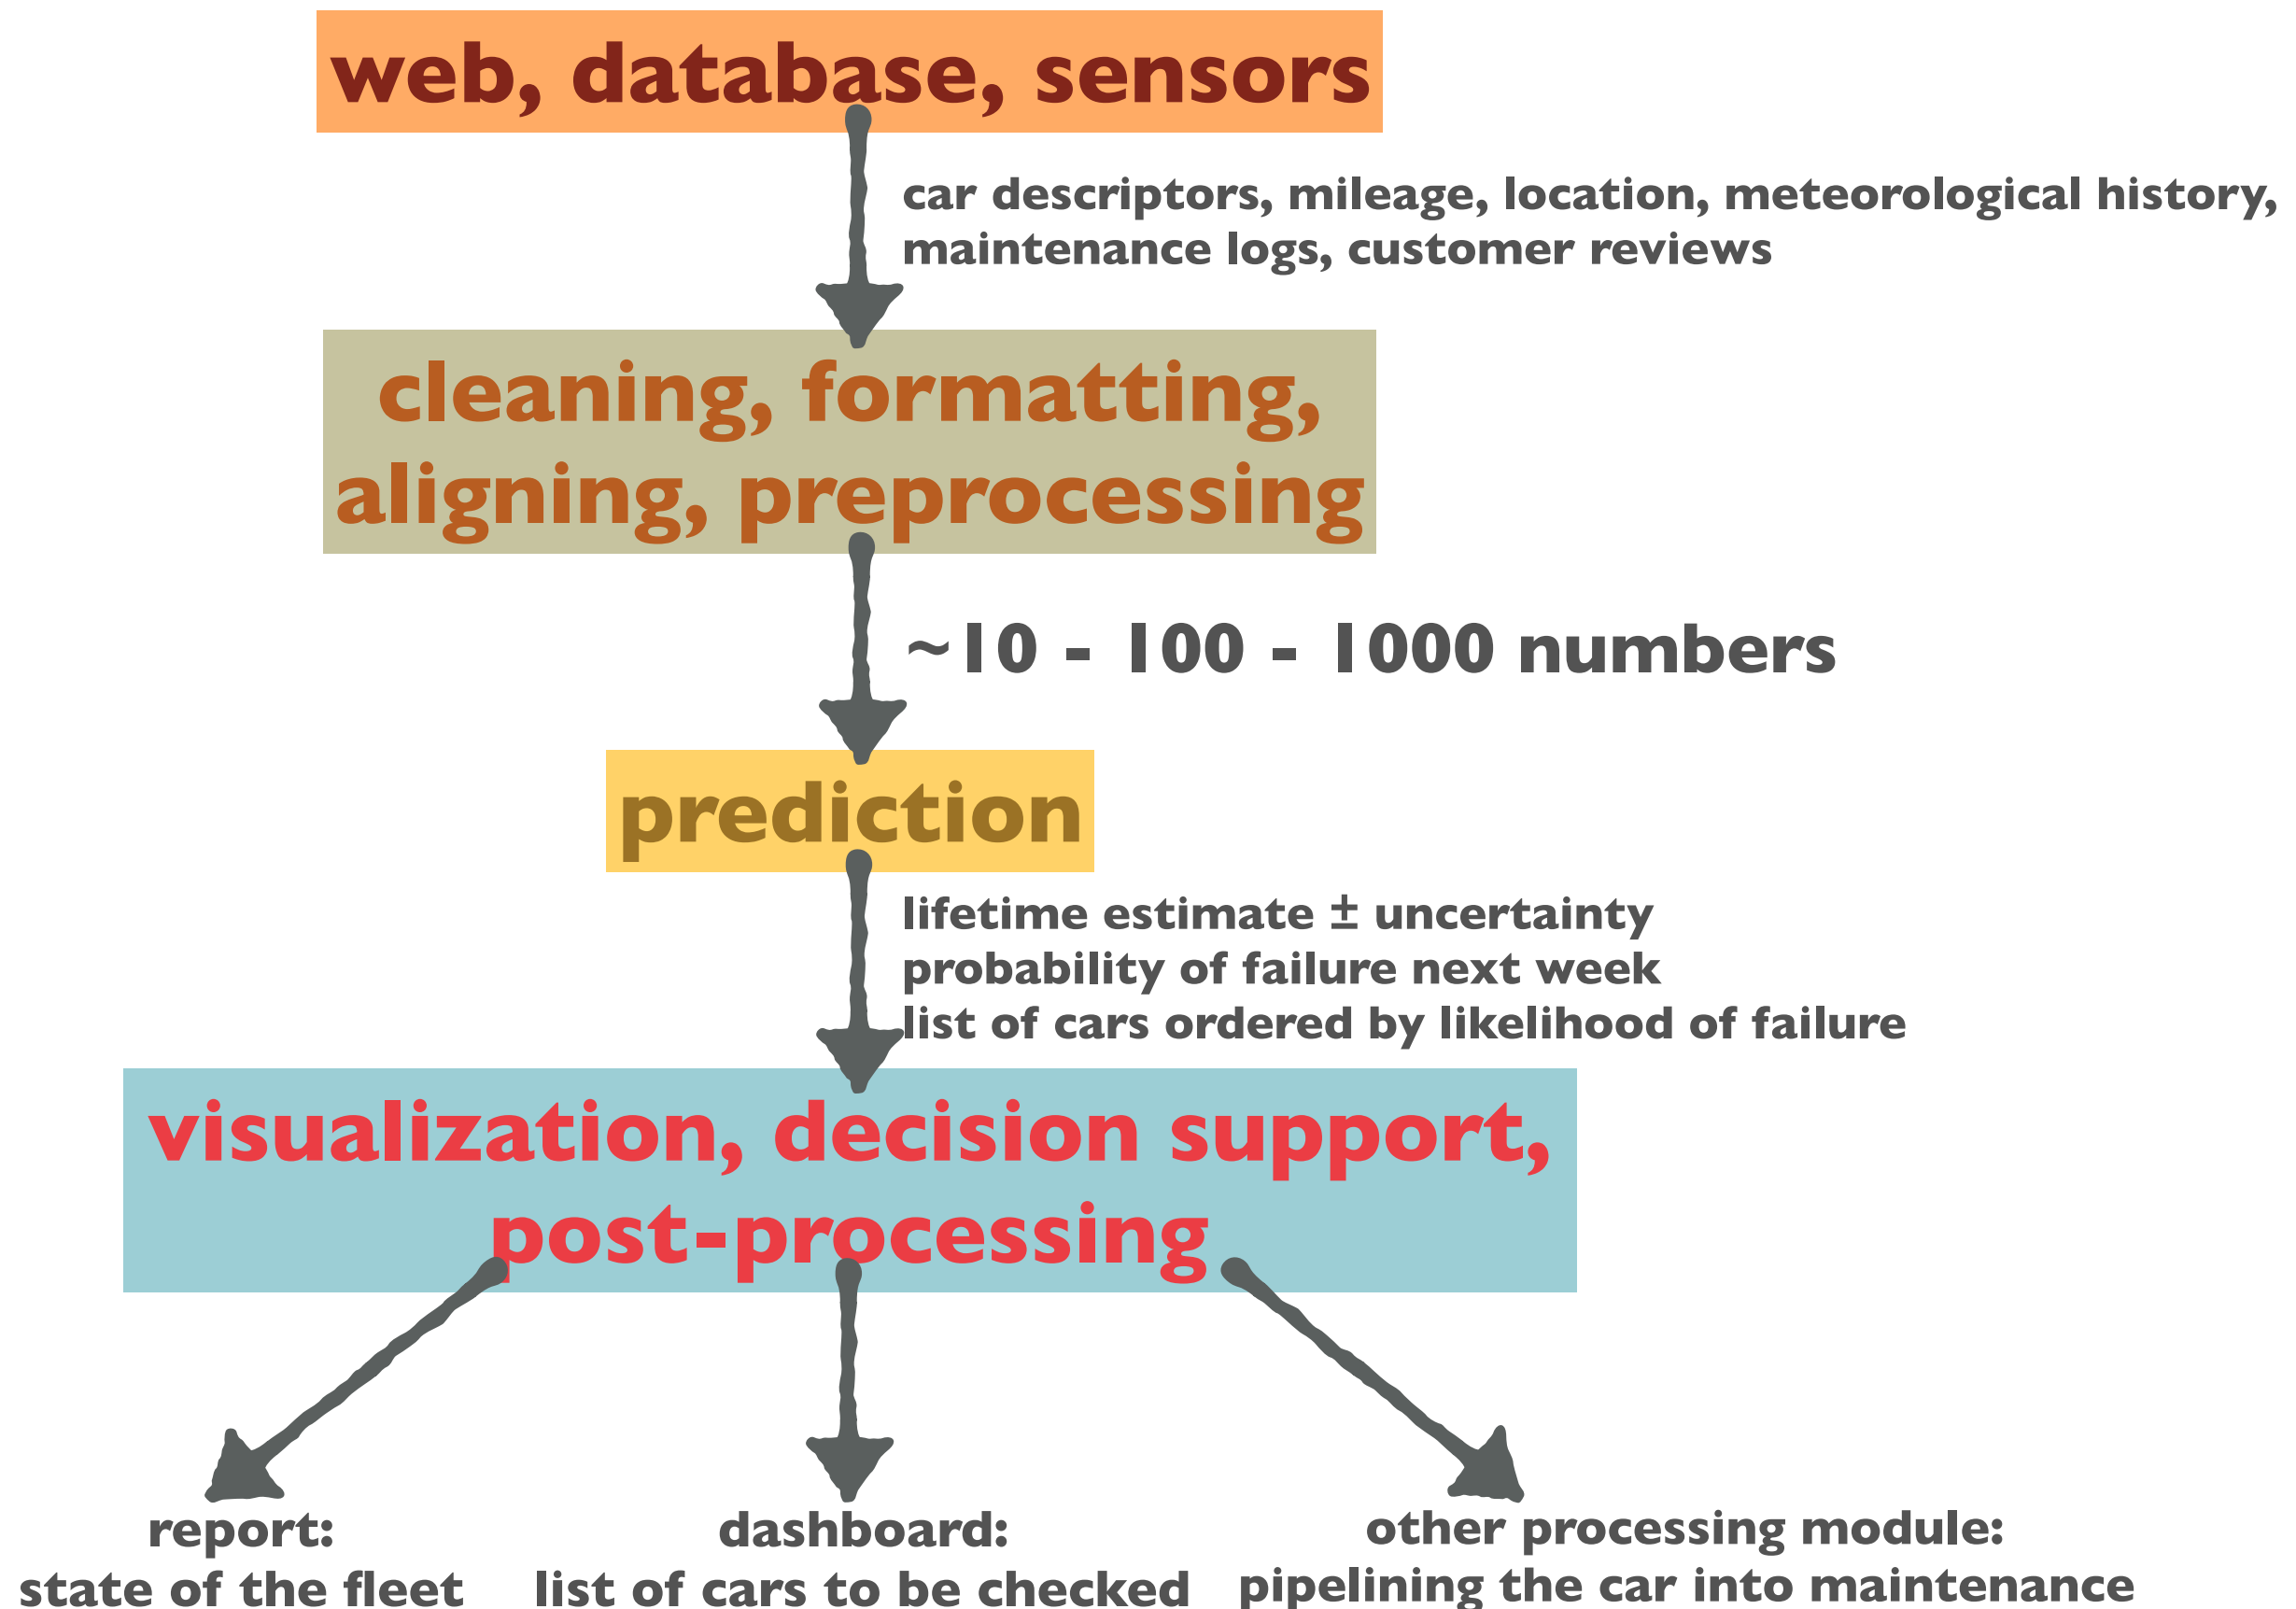 web, database, sensors
car descriptors, mileage, location, meteorological history,
maintenance logs, customer reviews
cleaning, formatting,
aligning, preprocessing
~10 - 100 - 1000 numbers
prediction
lifetime estimate ± uncertainty
probability of failure next week
list of cars ordered by likelihood of failure
visualization, decision support,
post-processing
report:
state of the fleet
dashboard:
list of cars to be checked
other processing module:
pipelining the car into maintenance